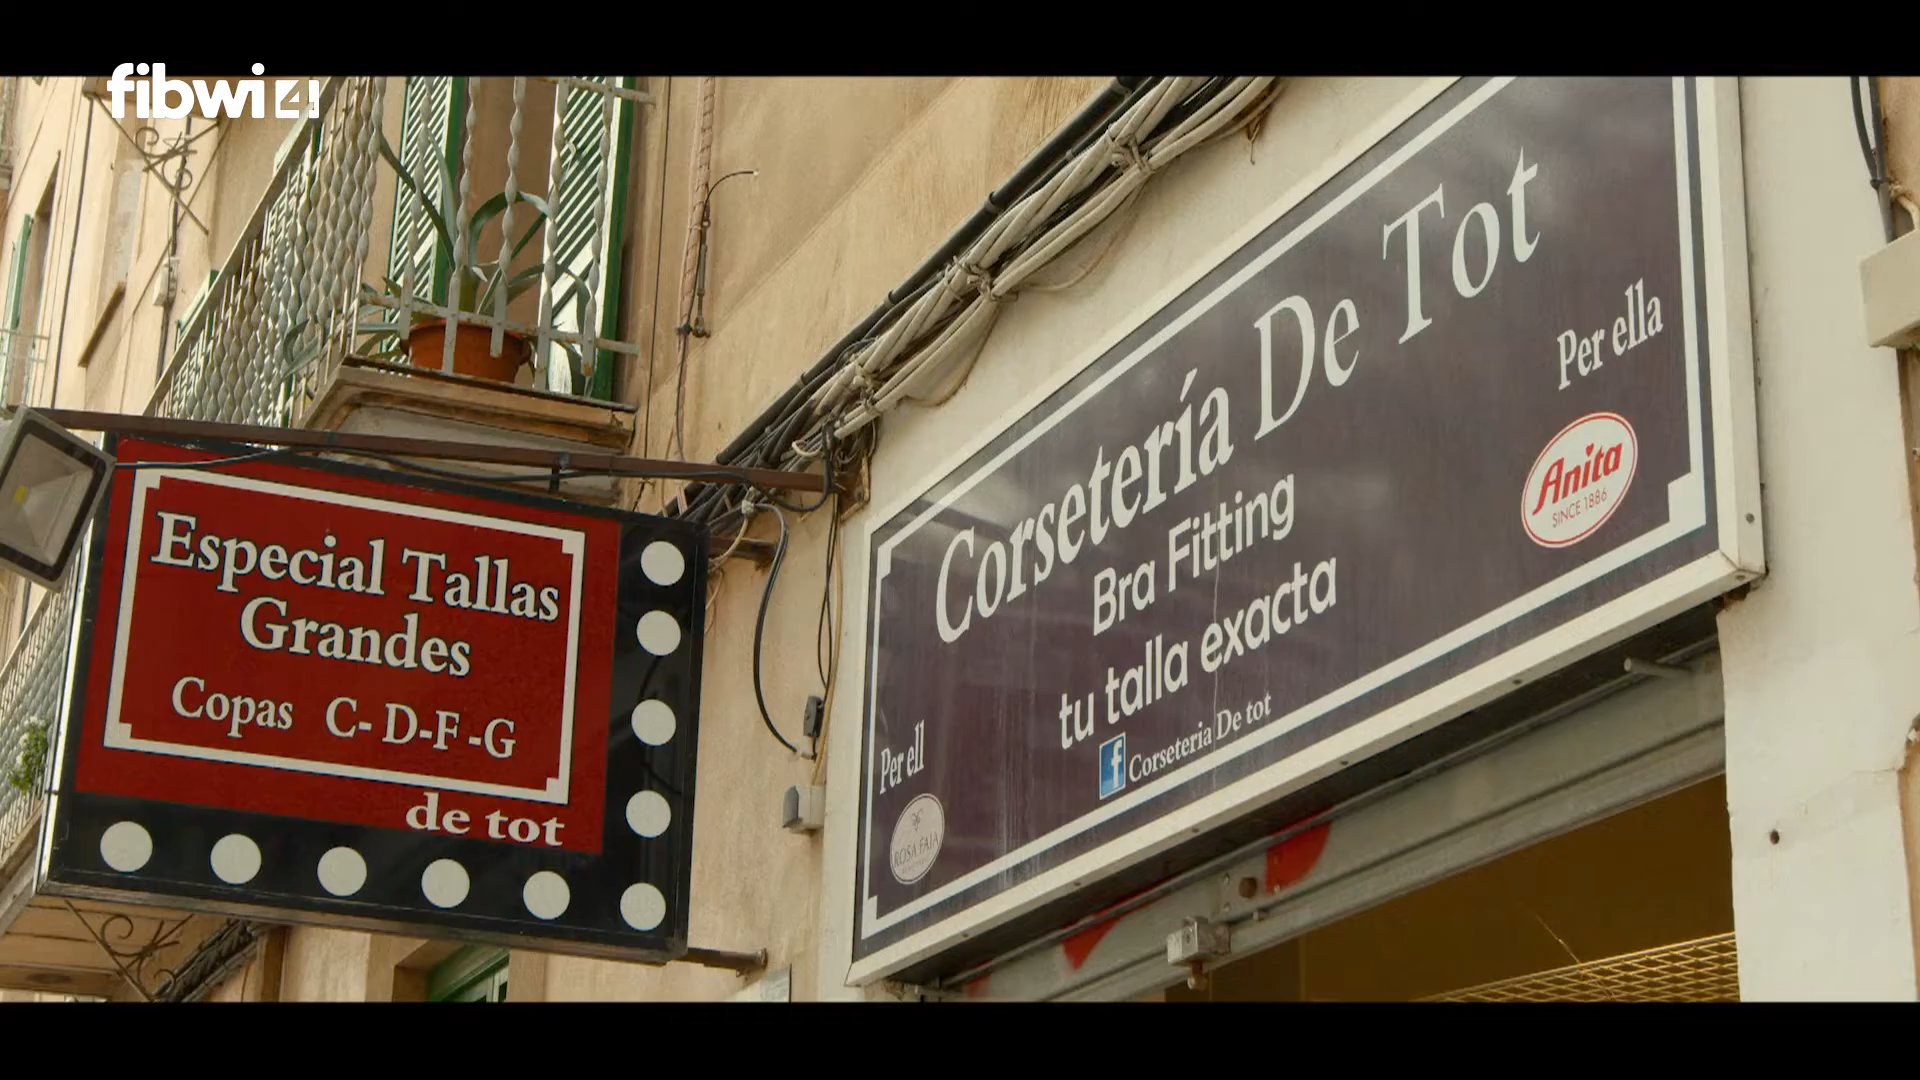 fibwi4
Especial Tallas
Grandes
Copas C-D-F-G
de tot
Corsetería De Tot
Bra Fitting
tu talla exacta
Corseteria De tot
Per ella
Anita
SINCE 1886
Per ell
ROSA FAIA